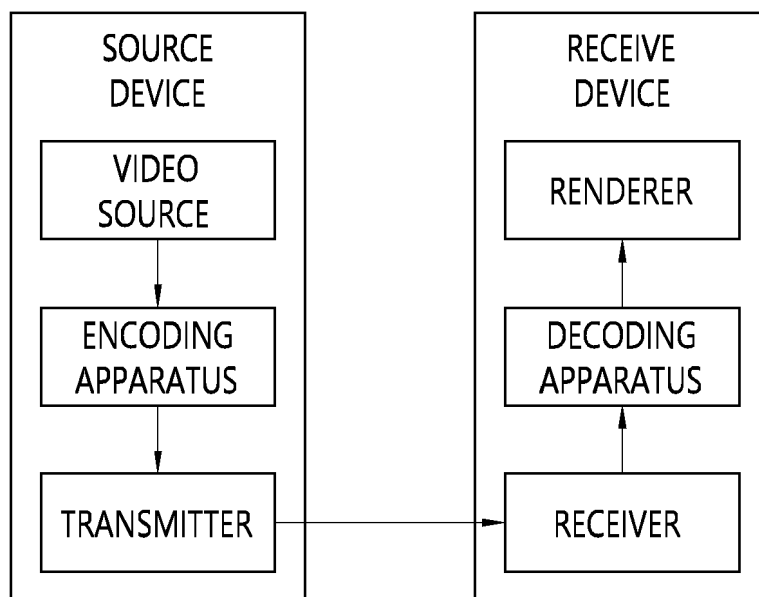 SOURCE
DEVICE
VIDEO
SOURCE
ENCODING
APPARATUS
TRANSMITTER
RECEIVE
DEVICE
RENDERER
DECODING
APPARATUS
RECEIVER